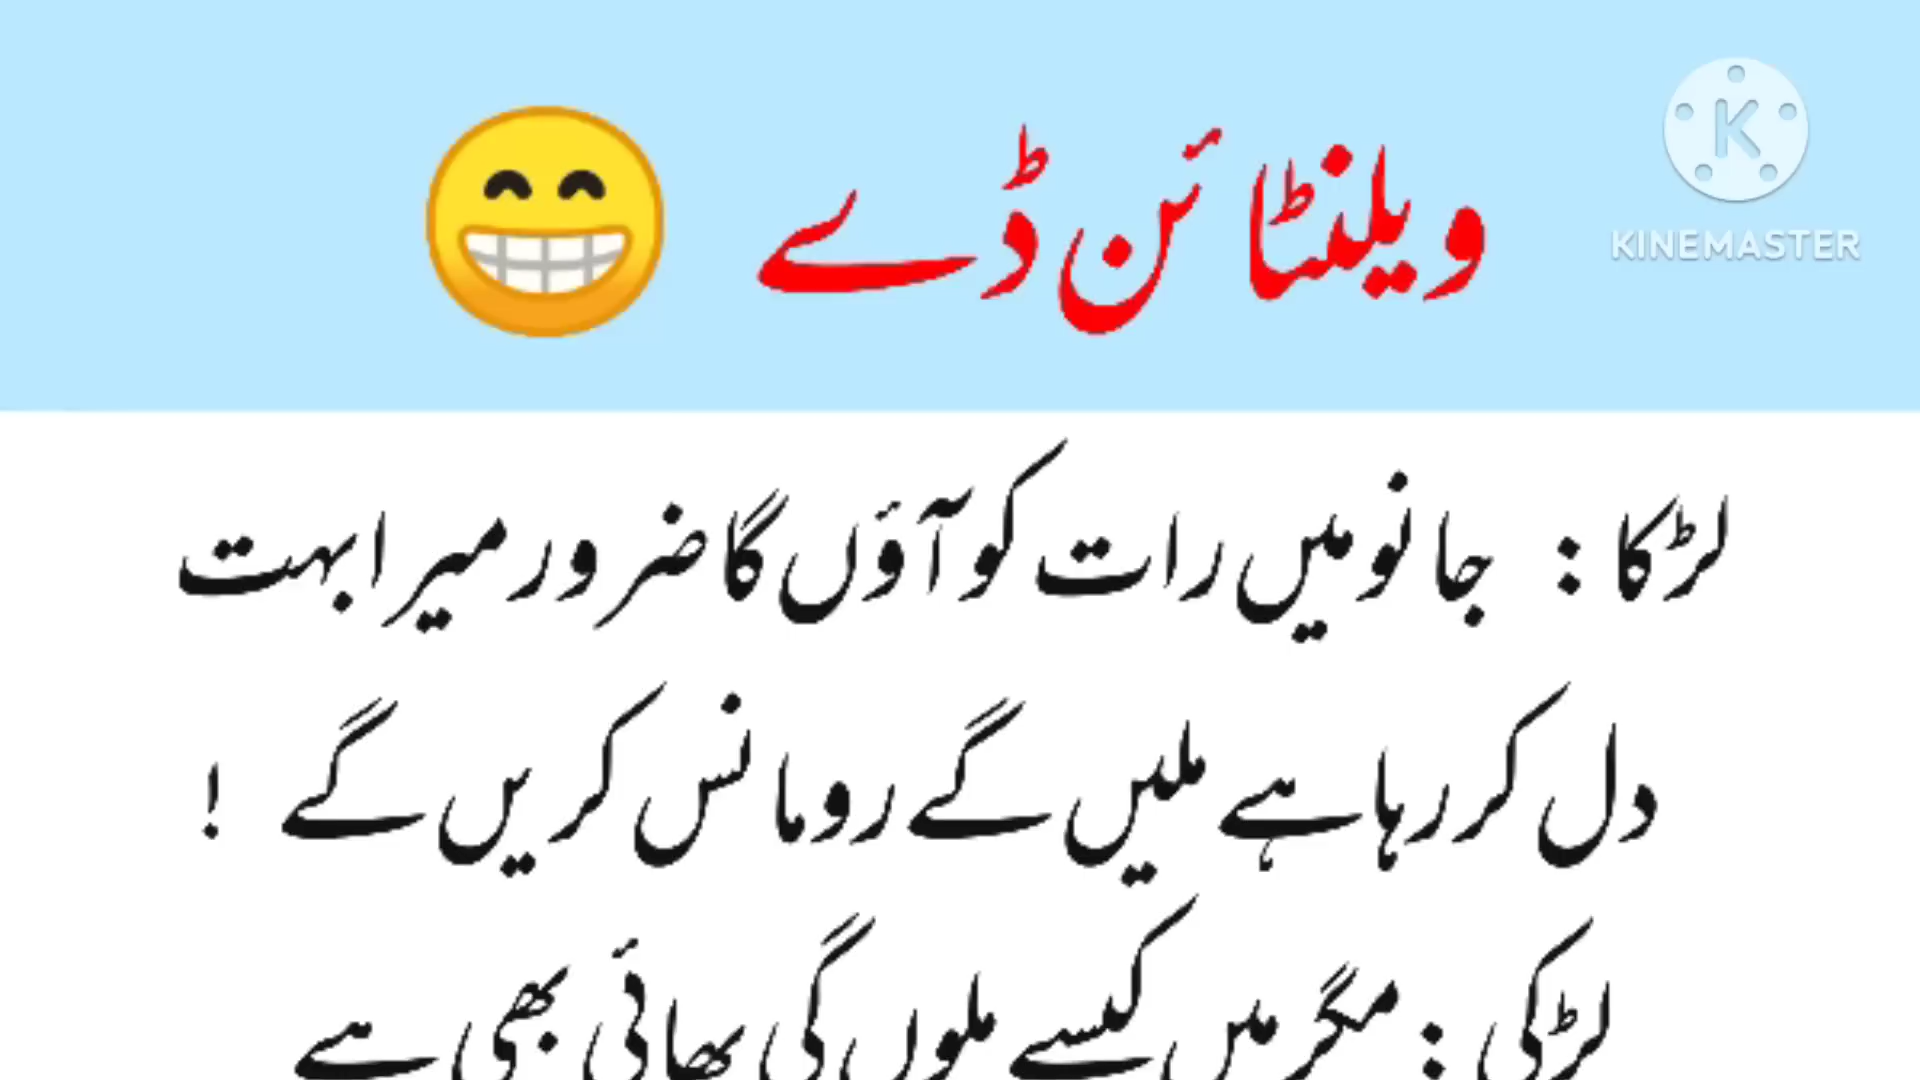 ویلنٹائن ڈے
KINEMASTER
لڑکا : جانو میں رات کو آؤں گا ضرور میرا بہت
دل کر رہا ہے ملیں گے رومانس کریں گے !
لڑکی : مگر میں کیسے ملوں گی بھائی بھی ہے